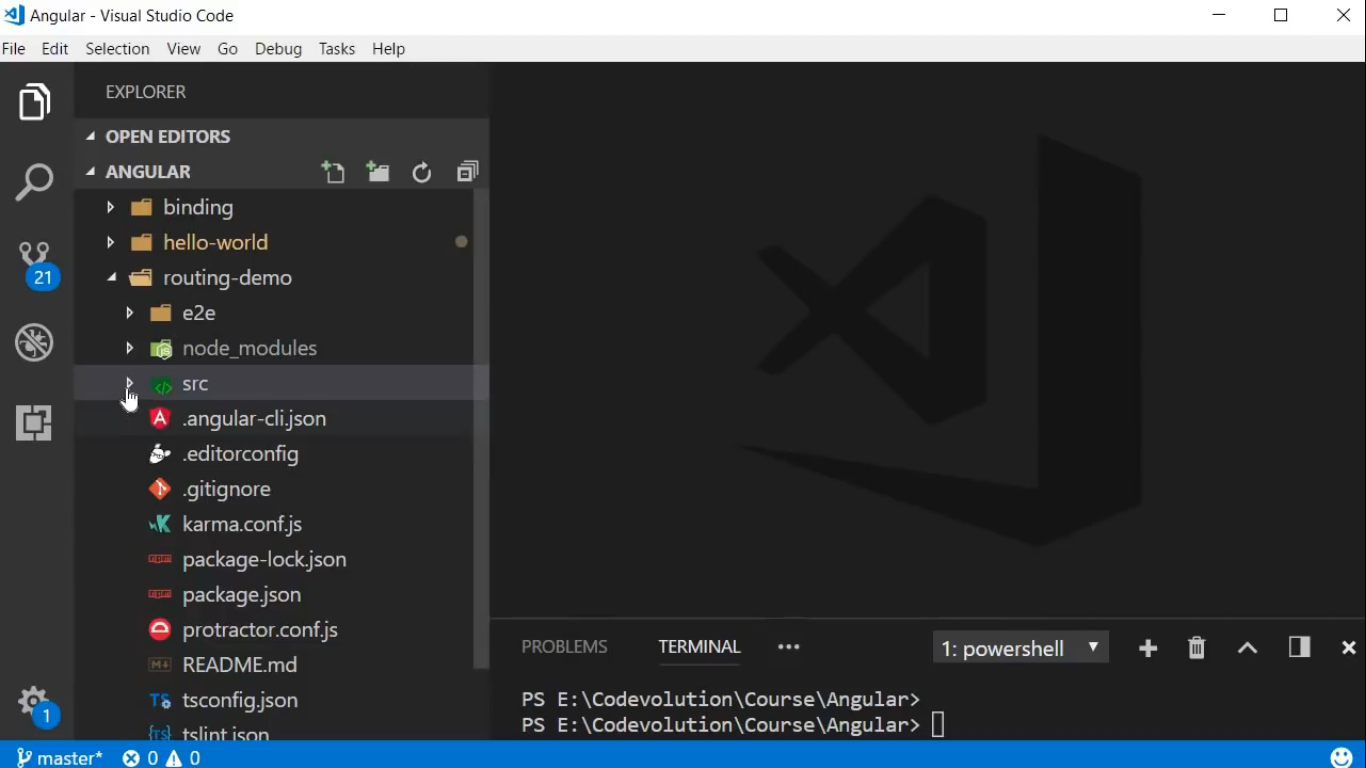 Angular - Visual Studio Code
File Edit Selection View Go Debug Tasks Help
EXPLORER
OPEN EDITORS
ANGULAR
binding
hello-world
routing-demo
e2e
node_modules
src
.angular-cli.json
.editorconfig
.gitignore
karma.conf.js
package-lock.json
package.json
protractor.conf.js
README.md
tsconfig.json
tslint.json
21
1
PROBLEMS TERMINAL ••• 1: powershell
PS E:\Codevolution\Course\Angular>
PS E:\Codevolution\Course\Angular>
master* 0 0